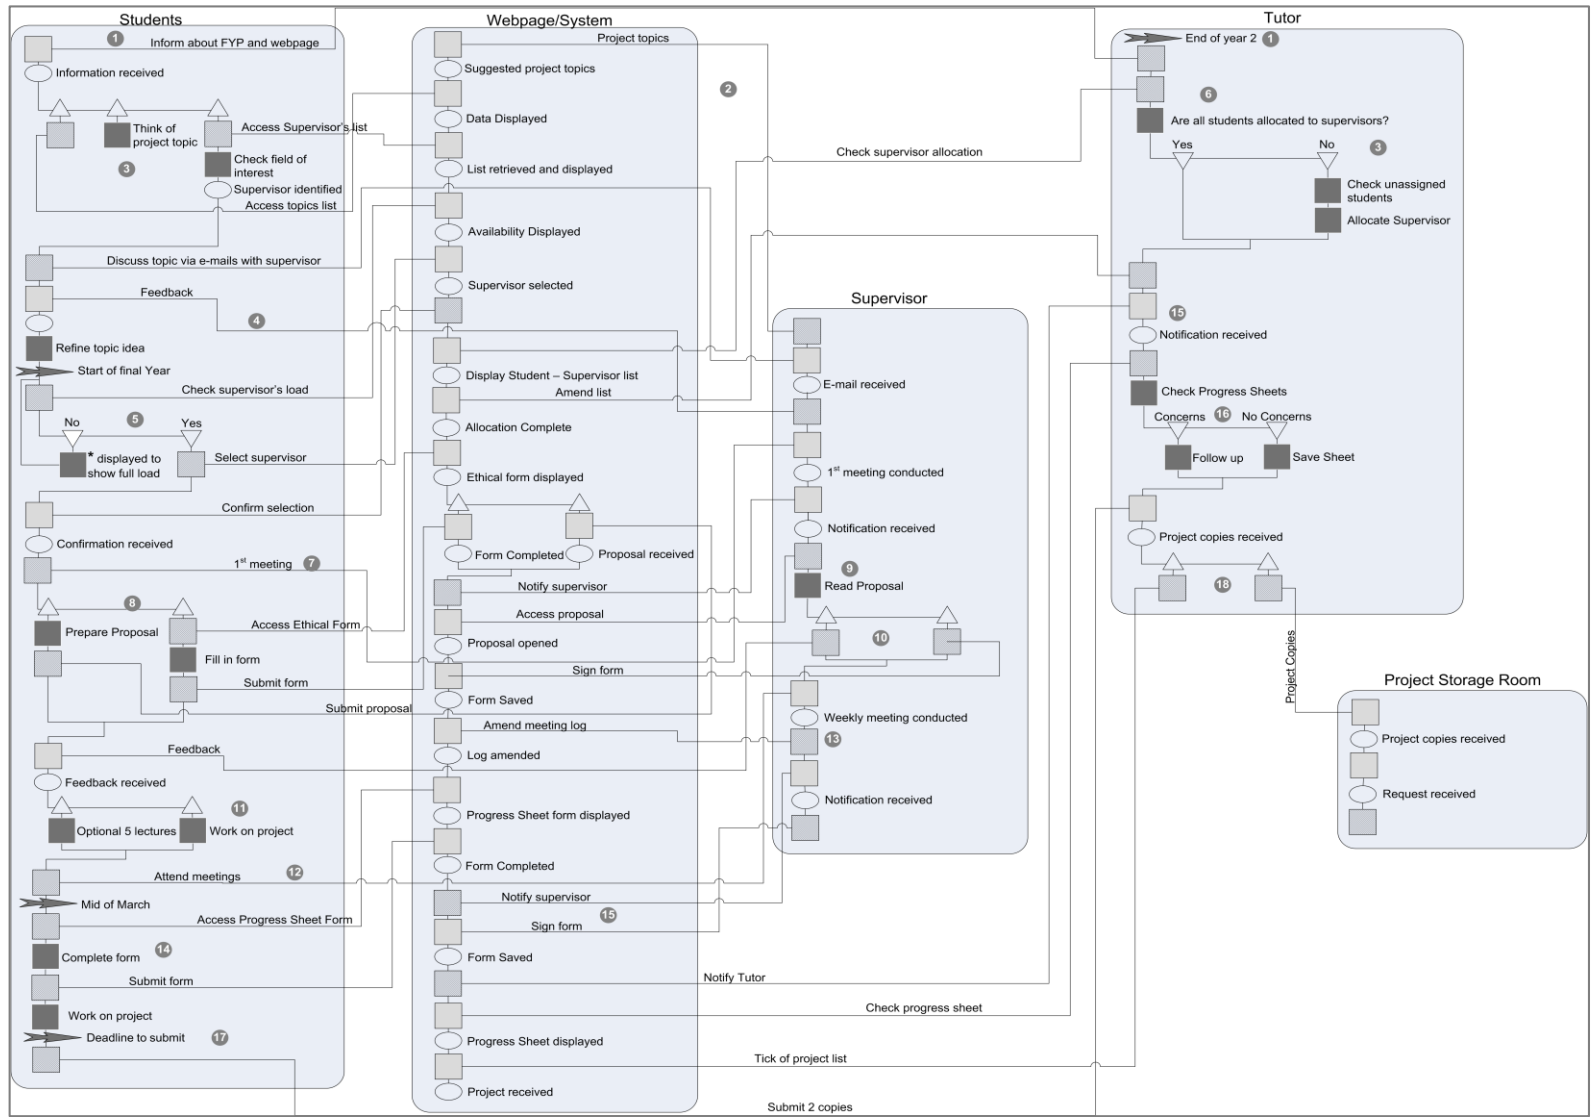 Students
1
Inform about FYP and webpage
Information received
Think of
project topic
3
Access Supervisor's list
Check field of
interest
Supervisor identified
Access topics list
Discuss topic via e-mails with supervisor
Feedback
4
Refine topic idea
Start of final Year
Check supervisor's load
5
No
Yes
* displayed to
show full load
Select supervisor
Confirm selection
Confirmation received
1st meeting
7
8
Prepare Proposal
Access Ethical Form
Fill in form
Submit form
Submit proposal
Feedback
Feedback received
11
Optional 5 lectures
Work on project
12
Attend meetings
Mid of March
Access Progress Sheet Form
14
Complete form
Submit form
Work on project
Deadline to submit
17
Webpage/System
Project topics
Suggested project topics
2
Data Displayed
List retrieved and displayed
Check supervisor allocation
Availability Displayed
Supervisor selected
Display Student – Supervisor list
Amend list
Allocation Complete
Ethical form displayed
Form Completed
Proposal received
Notify supervisor
Access proposal
Proposal opened
Sign form
Form Saved
Amend meeting log
Log amended
Progress Sheet form displayed
Form Completed
Notify supervisor
15
Sign form
Form Saved
Notify Tutor
Check progress sheet
Progress Sheet displayed
Tick of project list
Project received
Submit 2 copies
Supervisor
E-mail received
1st meeting conducted
Notification received
9
Read Proposal
10
Weekly meeting conducted
13
Notification received
Tutor
End of year 2
1
6
Are all students allocated to supervisors?
Yes
No
3
Check unassigned
students
Allocate Supervisor
15
Notification received
Check Progress Sheets
Concerns
16
No Concerns
Follow up
Save Sheet
Project copies received
18
Project Copies
Project Storage Room
Project copies received
Request received